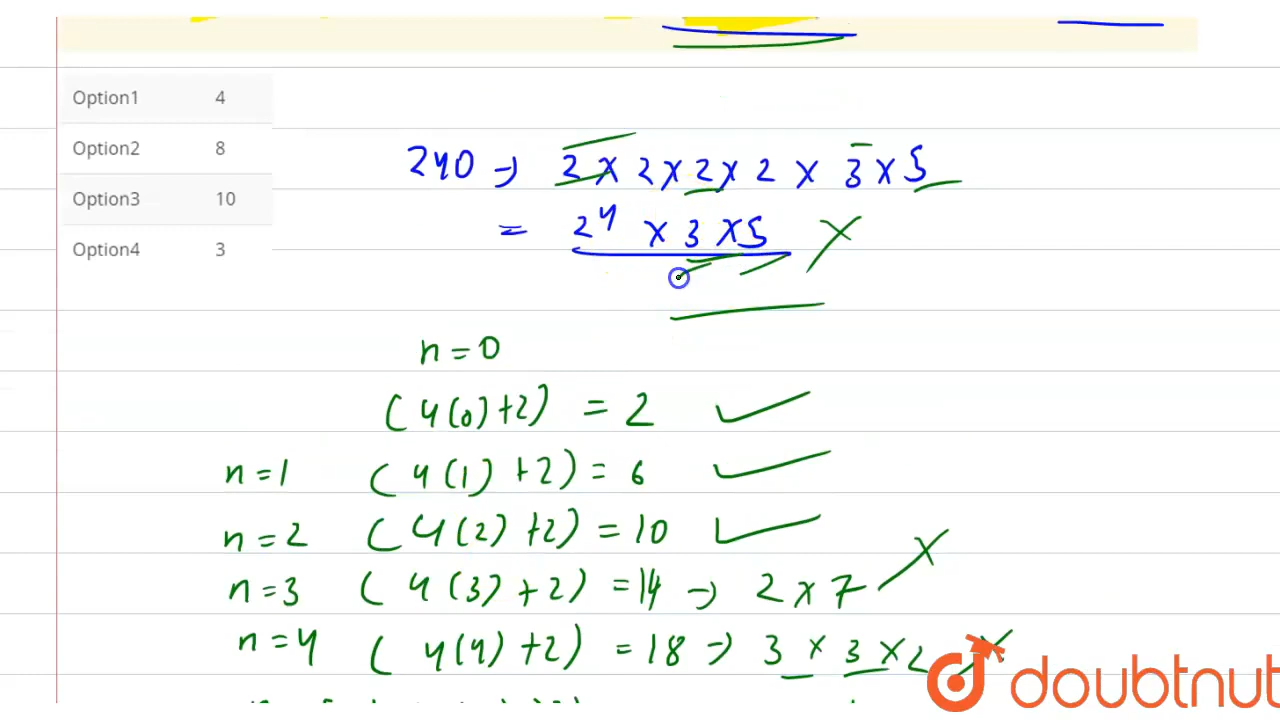 Option1 4
Option2 8
Option3 10
Option4 3
240 => 2 × 2 × 2 × 2 × 3 × 5
= 2⁴ × 3 × 5
n = 0
(4(0)+2) = 2
n = 1 (4(1)+2) = 6
n = 2 (4(2)+2) = 10
n = 3 (4(3)+2) = 14 => 2 × 7
n = 4 (4(4)+2) = 18 => 3 × 3 × 2
doubtnut